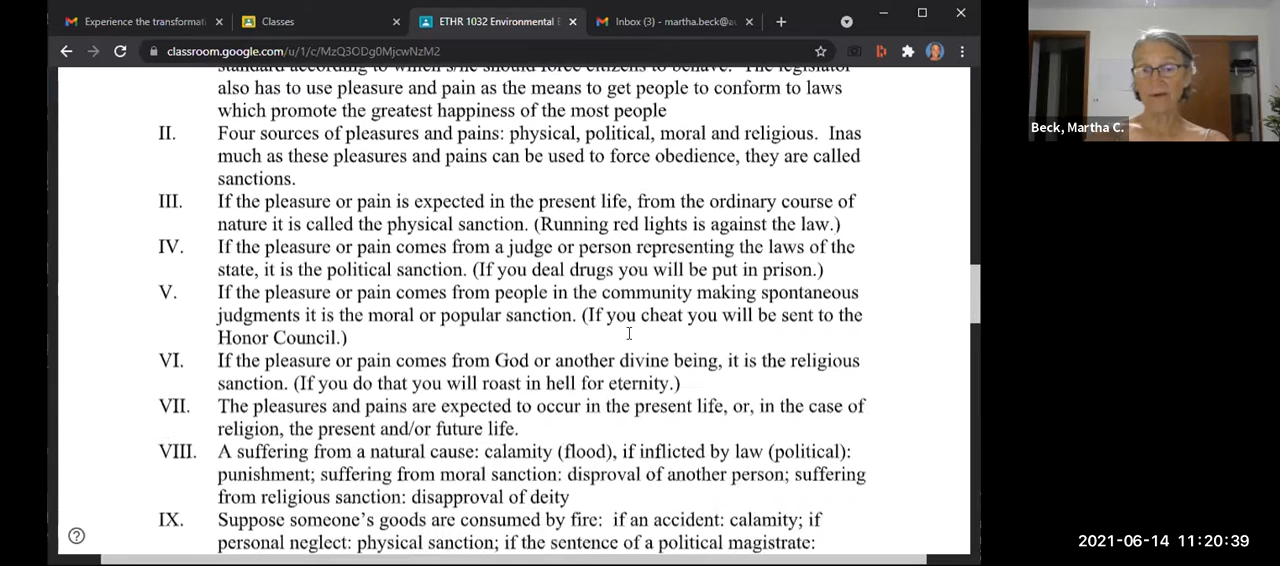 Experience the transformati
Classes
ETHR 1032 Environmental E
Inbox (3) - martha.beck@au
classroom.google.com/u/1/c/MzQ3ODg0MjcwNzM2
standard according to which s/he should force citizens to behave. The legislator
also has to use pleasure and pain as the means to get people to conform to laws
which promote the greatest happiness of the most people
II. Four sources of pleasures and pains: physical, political, moral and religious. Inas
much as these pleasures and pains can be used to force obedience, they are called
sanctions.
III. If the pleasure or pain is expected in the present life, from the ordinary course of
nature it is called the physical sanction. (Running red lights is against the law.)
IV. If the pleasure or pain comes from a judge or person representing the laws of the
state, it is the political sanction. (If you deal drugs you will be put in prison.)
V. If the pleasure or pain comes from people in the community making spontaneous
judgments it is the moral or popular sanction. (If you cheat you will be sent to the
Honor Council.)
VI. If the pleasure or pain comes from God or another divine being, it is the religious
sanction. (If you do that you will roast in hell for eternity.)
VII. The pleasures and pains are expected to occur in the present life, or, in the case of
religion, the present and/or future life.
VIII. A suffering from a natural cause: calamity (flood), if inflicted by law (political):
punishment; suffering from moral sanction: disproval of another person; suffering
from religious sanction: disapproval of deity
IX. Suppose someone's goods are consumed by fire: if an accident: calamity; if
personal neglect: physical sanction; if the sentence of a political magistrate:
Beck, Martha C.
2021-06-14 11:20:39